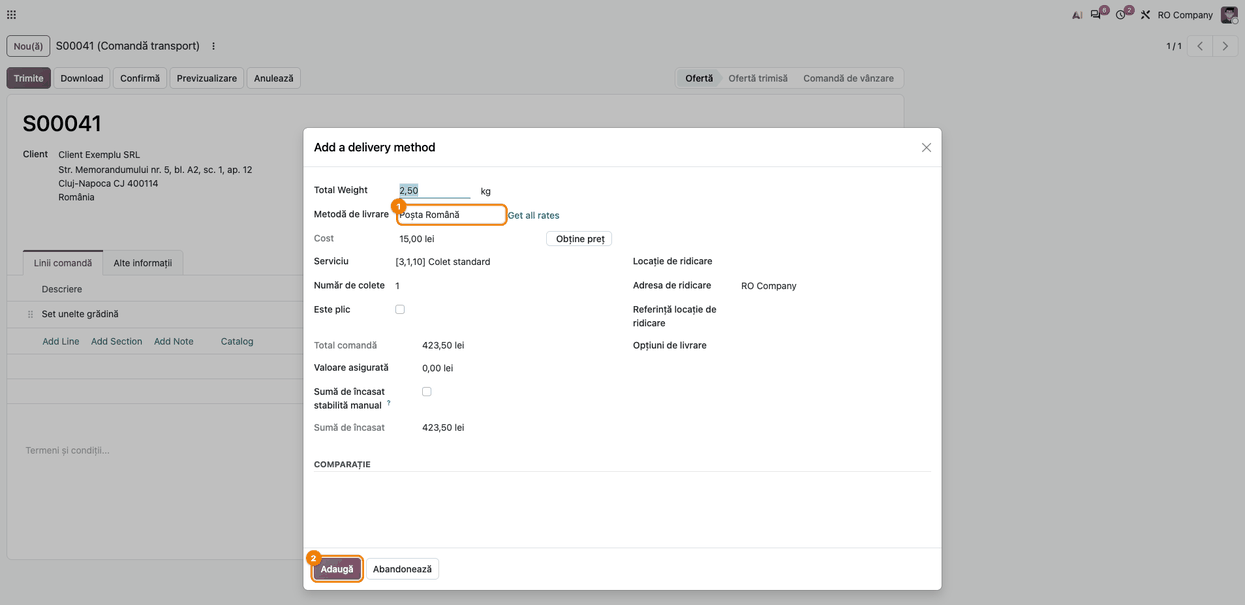 AI 6 2 RO Company
Nou(ă) S00041 (Comandă transport) 1 / 1
Trimite Download Confirmă Previzualizare Anulează Ofertă Ofertă trimisă Comandă de vânzare
S00041
Client Client Exemplu SRL
Str. Memorandumului nr. 5, bl. A2, sc. 1, ap. 12
Cluj-Napoca CJ 400114
România
Linii comandă Alte informații
Descriere
Set unelte grădină
Add Line Add Section Add Note Catalog
Termeni și condiții...
Add a delivery method
Total Weight 2,50 kg
1
Metodă de livrare Poșta Română Get all rates
Cost 15,00 lei Obține preț
Serviciu [3,1,10] Colet standard Locație de ridicare
Număr de colete 1 Adresa de ridicare RO Company
Este plic Referință locație de
ridicare
Total comandă 423,50 lei Opțiuni de livrare
Valoare asigurată 0,00 lei
Sumă de încasat
stabilită manual ?
Sumă de încasat 423,50 lei
COMPARAȚIE
2
Adaugă Abandonează